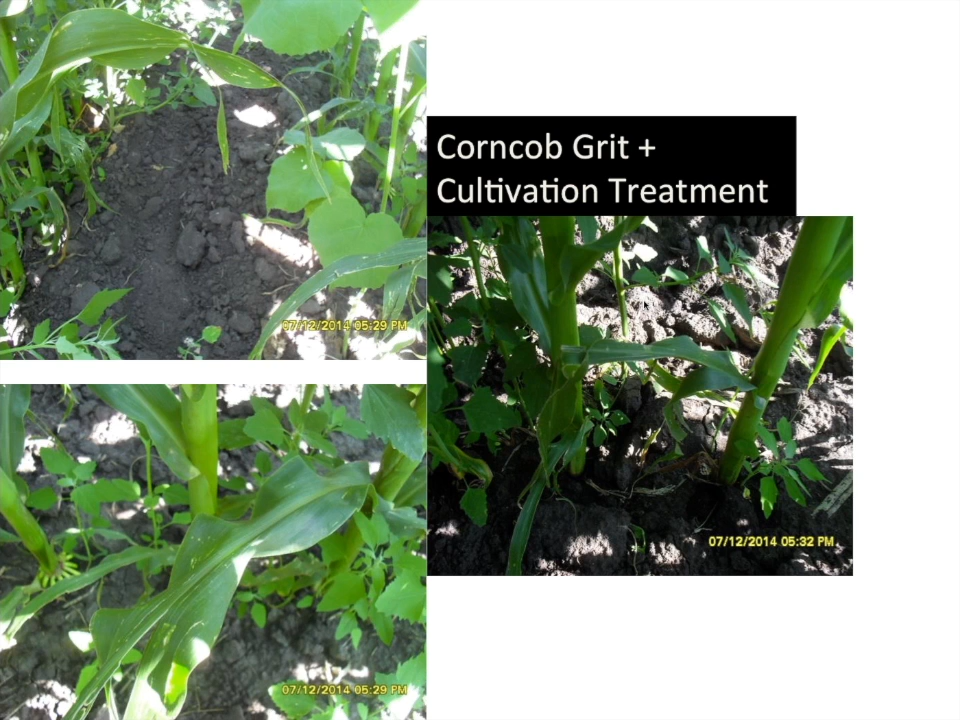 Corncob Grit +
Cultivation Treatment
07/12/2014 05:29 PM
07/12/2014 05:32 PM
07/12/2014 05:29 PM